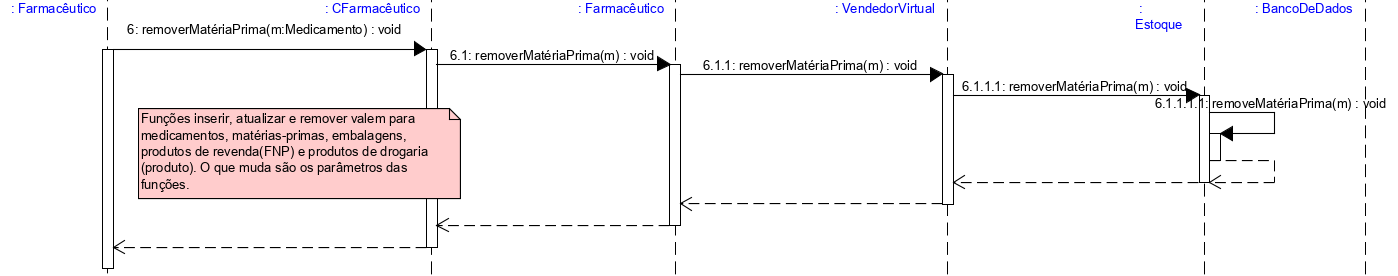 : Farmacêutico
: CFarmacêutico
: Farmacêutico
: VendedorVirtual
:
Estoque
: BancoDeDados
6: removerMatériaPrima(m:Medicamento) : void
6.1: removerMatériaPrima(m) : void
6.1.1: removerMatériaPrima(m) : void
6.1.1.1: removerMatériaPrima(m) : void
6.1.1.1.1: removeMatériaPrima(m) : void
Funções inserir, atualizar e remover valem para
medicamentos, matérias-primas, embalagens,
produtos de revenda(FNP) e produtos de drogaria
(produto). O que muda são os parâmetros das
funções.